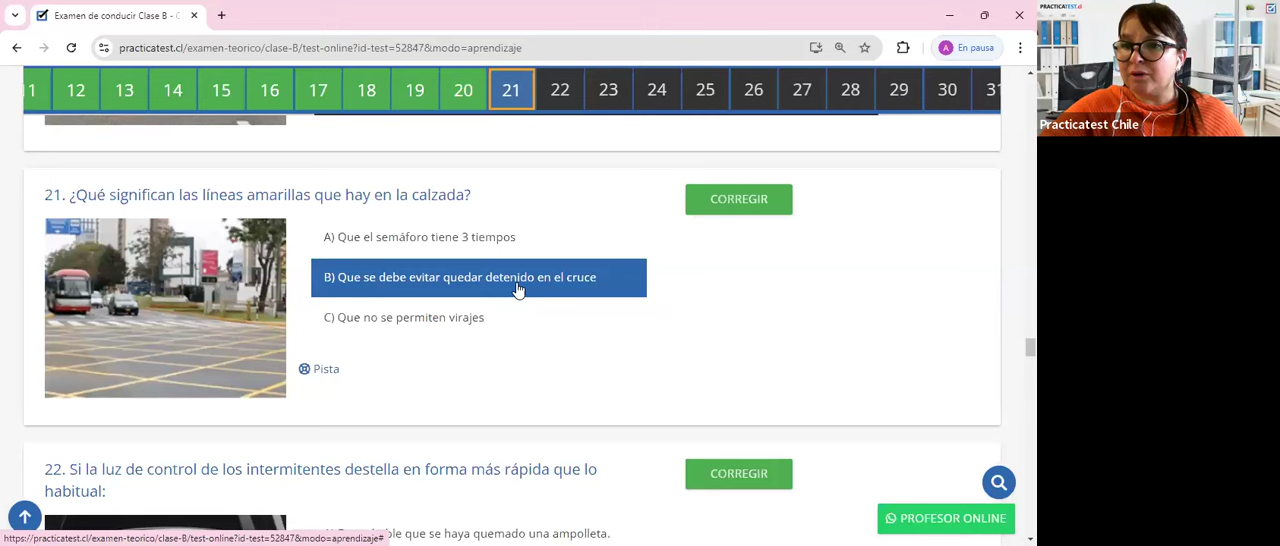 Examen de conducir Clase B - C
practicatest.cl/examen-teorico/clase-B/test-online?id-test=52847&modo=aprendizaje
A En pausa
PRACTICATEST.cl
Practicatest Chile
11 12 13 14 15 16 17 18 19 20 21 22 23 24 25 26 27 28 29 30 31
21. ¿Qué significan las líneas amarillas que hay en la calzada?
CORREGIR
A) Que el semáforo tiene 3 tiempos
B) Que se debe evitar quedar detenido en el cruce
C) Que no se permiten virajes
Pista
22. Si la luz de control de los intermitentes destella en forma más rápida que lo
habitual:
CORREGIR
que se haya quemado una ampolleta.
PROFESOR ONLINE
https://practicatest.cl/examen-teorico/clase-B/test-online?id-test=52847&modo=aprendizaje#